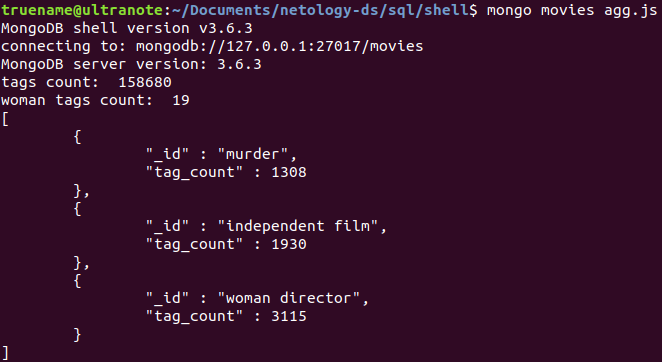 truename@ultranote:~/Documents/netology-ds/sql/shell$ mongo movies agg.js
MongoDB shell version v3.6.3
connecting to: mongodb://127.0.0.1:27017/movies
MongoDB server version: 3.6.3
tags count:  158680
woman tags count:  19
[
        {
                "_id" : "murder",
                "tag_count" : 1308
        },
        {
                "_id" : "independent film",
                "tag_count" : 1930
        },
        {
                "_id" : "woman director",
                "tag_count" : 3115
        }
]